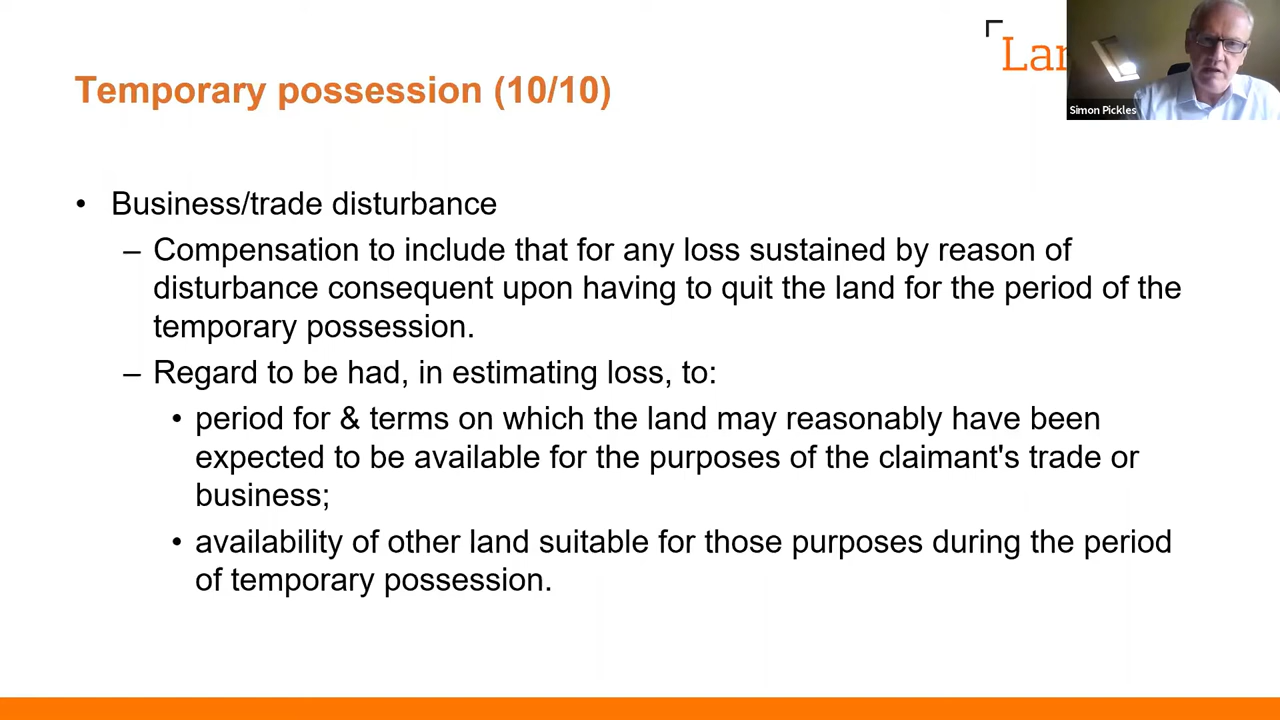 Lan
Simon Pickles
Temporary possession (10/10)
• Business/trade disturbance
– Compensation to include that for any loss sustained by reason of
disturbance consequent upon having to quit the land for the period of the
temporary possession.
– Regard to be had, in estimating loss, to:
• period for & terms on which the land may reasonably have been
expected to be available for the purposes of the claimant's trade or
business;
• availability of other land suitable for those purposes during the period
of temporary possession.